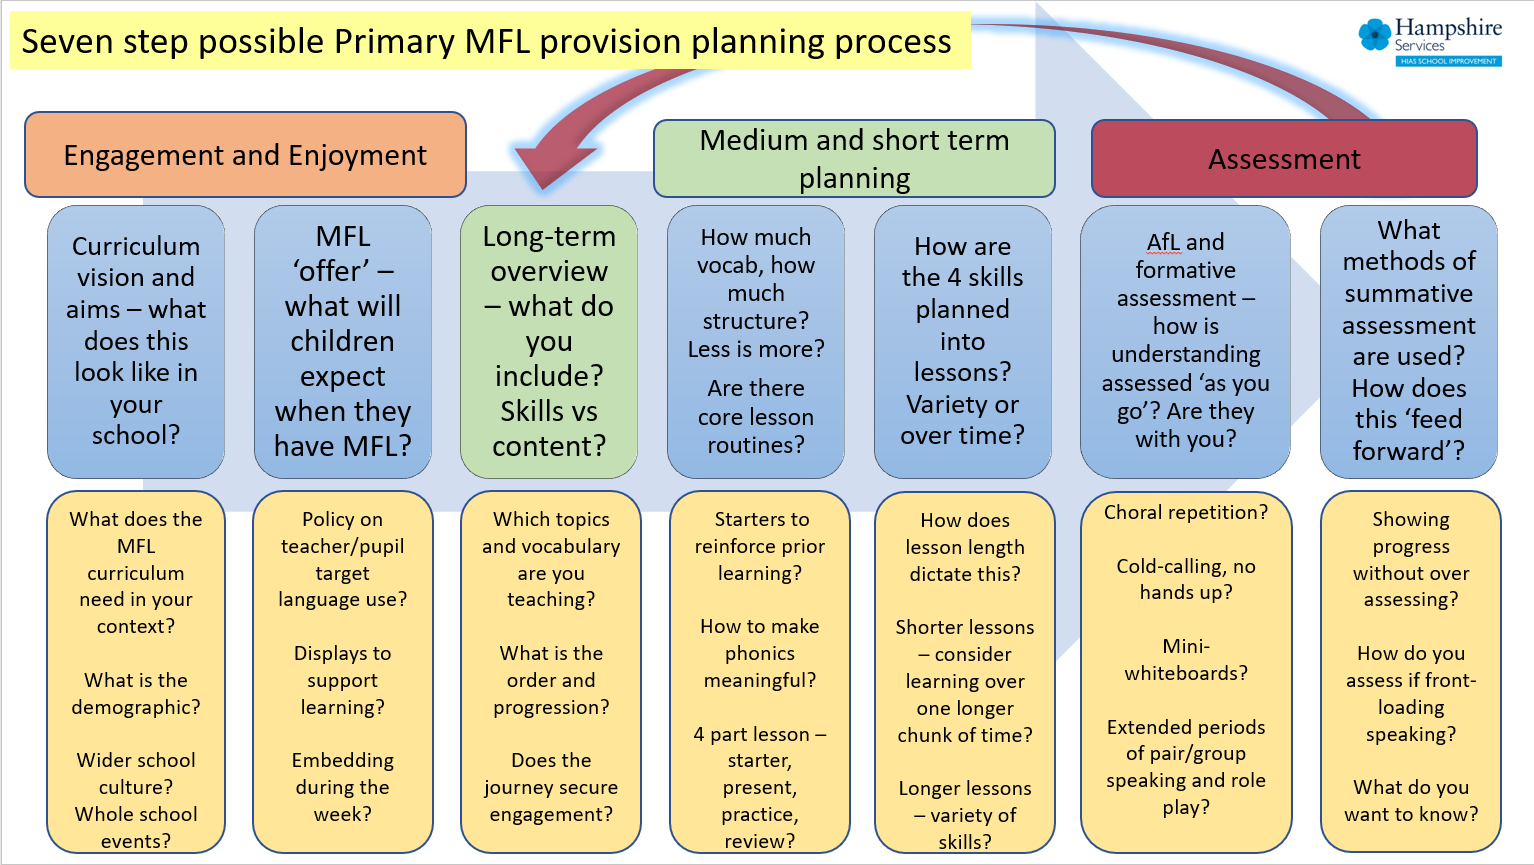 Seven step possible Primary MFL provision planning process
Hampshire
Services
HIAS SCHOOL IMPROVEMENT
Engagement and Enjoyment
Medium and short term
planning
Assessment
Curriculum
vision and
aims – what
does this
look like in
your
school?
MFL
‘offer’ –
what will
children
expect
when they
have MFL?
Long-term
overview
– what do
you
include?
Skills vs
content?
How much
vocab, how
much
structure?
Less is more?
Are there
core lesson
routines?
How are
the 4 skills
planned
into
lessons?
Variety or
over time?
AfL and
formative
assessment –
how is
understanding
assessed ‘as you
go’? Are they
with you?
What
methods of
summative
assessment
are used?
How does
this ‘feed
forward’?
What does the
MFL
curriculum
need in your
context?
What is the
demographic?
Wider school
culture?
Whole school
events?
Policy on
teacher/pupil
target
language use?
Displays to
support
learning?
Embedding
during the
week?
Which topics
and vocabulary
are you
teaching?
What is the
order and
progression?
Does the
journey secure
engagement?
Starters to
reinforce prior
learning?
How to make
phonics
meaningful?
4 part lesson –
starter,
present,
practice,
review?
How does
lesson length
dictate this?
Shorter lessons
– consider
learning over
one longer
chunk of time?
Longer lessons
– variety of
skills?
Choral repetition?
Cold-calling, no
hands up?
Mini-
whiteboards?
Extended periods
of pair/group
speaking and role
play?
Showing
progress
without over
assessing?
How do you
assess if front-
loading
speaking?
What do you
want to know?